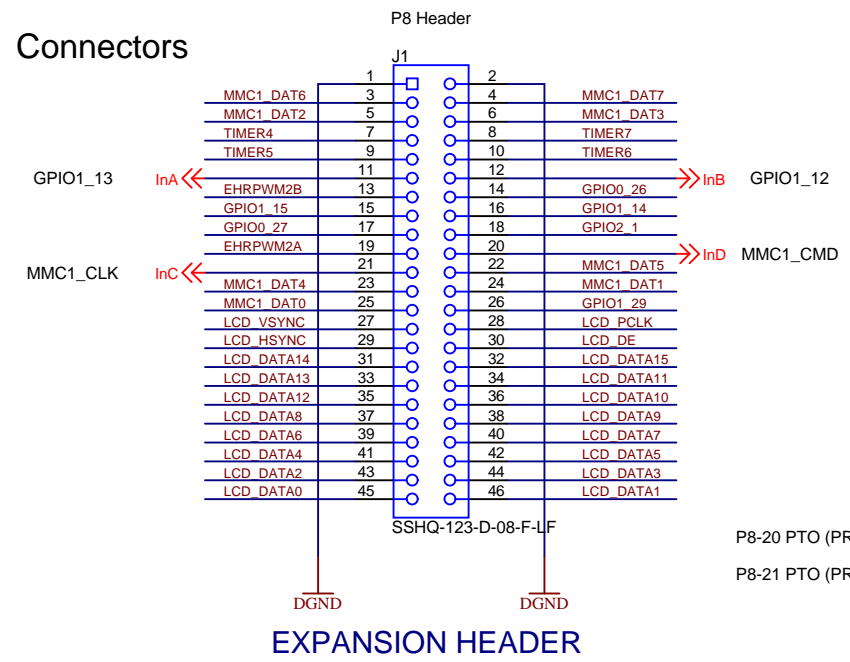 P8 Header
Connectors
J1
1 2
MMC1_DAT6 3 4 MMC1_DAT7
MMC1_DAT2 5 6 MMC1_DAT3
TIMER4 7 8 TIMER7
TIMER5 9 10 TIMER6
GPIO1_13 InA 11 12 InB GPIO1_12
EHRPWM2B 13 14 GPIO0_26
GPIO1_15 15 16 GPIO1_14
GPIO0_27 17 18 GPIO2_1
EHRPWM2A 19 20 InD MMC1_CMD
MMC1_CLK InC 21 22 MMC1_DAT5
MMC1_DAT4 23 24 MMC1_DAT1
MMC1_DAT0 25 26 GPIO1_29
LCD_VSYNC 27 28 LCD_PCLK
LCD_HSYNC 29 30 LCD_DE
LCD_DATA14 31 32 LCD_DATA15
LCD_DATA13 33 34 LCD_DATA11
LCD_DATA12 35 36 LCD_DATA10
LCD_DATA8 37 38 LCD_DATA9
LCD_DATA6 39 40 LCD_DATA7
LCD_DATA4 41 42 LCD_DATA5
LCD_DATA2 43 44 LCD_DATA3
LCD_DATA0 45 46 LCD_DATA1
SSHQ-123-D-08-F-LF
P8-20 PTO (PR
P8-21 PTO (PR
DGND DGND
EXPANSION HEADER